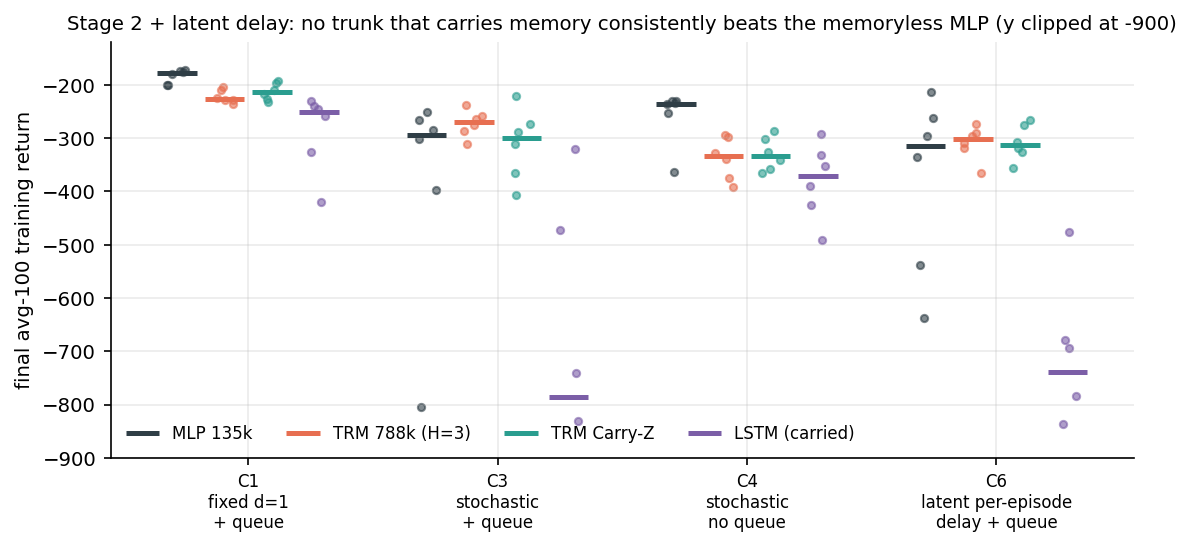 Stage 2 + latent delay: no trunk that carries memory consistently beats the memoryless MLP (y clipped at -900)
final avg-100 training return
−200
−300
−400
−500
−600
−700
−800
−900
MLP 135k
TRM 788k (H=3)
TRM Carry-Z
LSTM (carried)
C1
fixed d=1
+ queue
C3
stochastic
+ queue
C4
stochastic
no queue
C6
latent per-episode
delay + queue